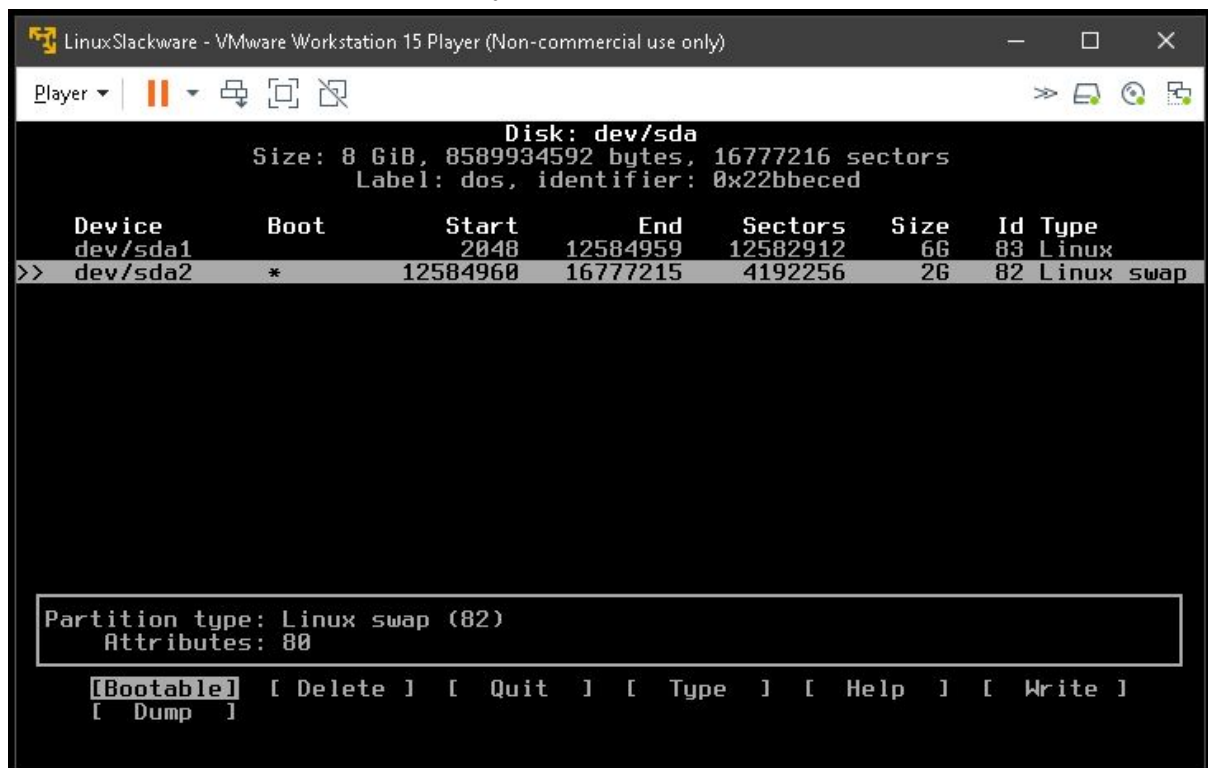 LinuxSlackware - VMware Workstation 15 Player (Non-commercial use only)
Player
Disk: dev/sda
Size: 8 GiB, 8589934592 bytes, 16777216 sectors
Label: dos, identifier: 0x22bbeced
Device Boot Start End Sectors Size Id Type
dev/sda1 2048 12584959 12582912 6G 83 Linux
>> dev/sda2 * 12584960 16777215 4192256 2G 82 Linux swap
Partition type: Linux swap (82)
Attributes: 80
[Bootable] [ Delete ] [ Quit ] [ Type ] [ Help ] [ Write ]
[ Dump ]